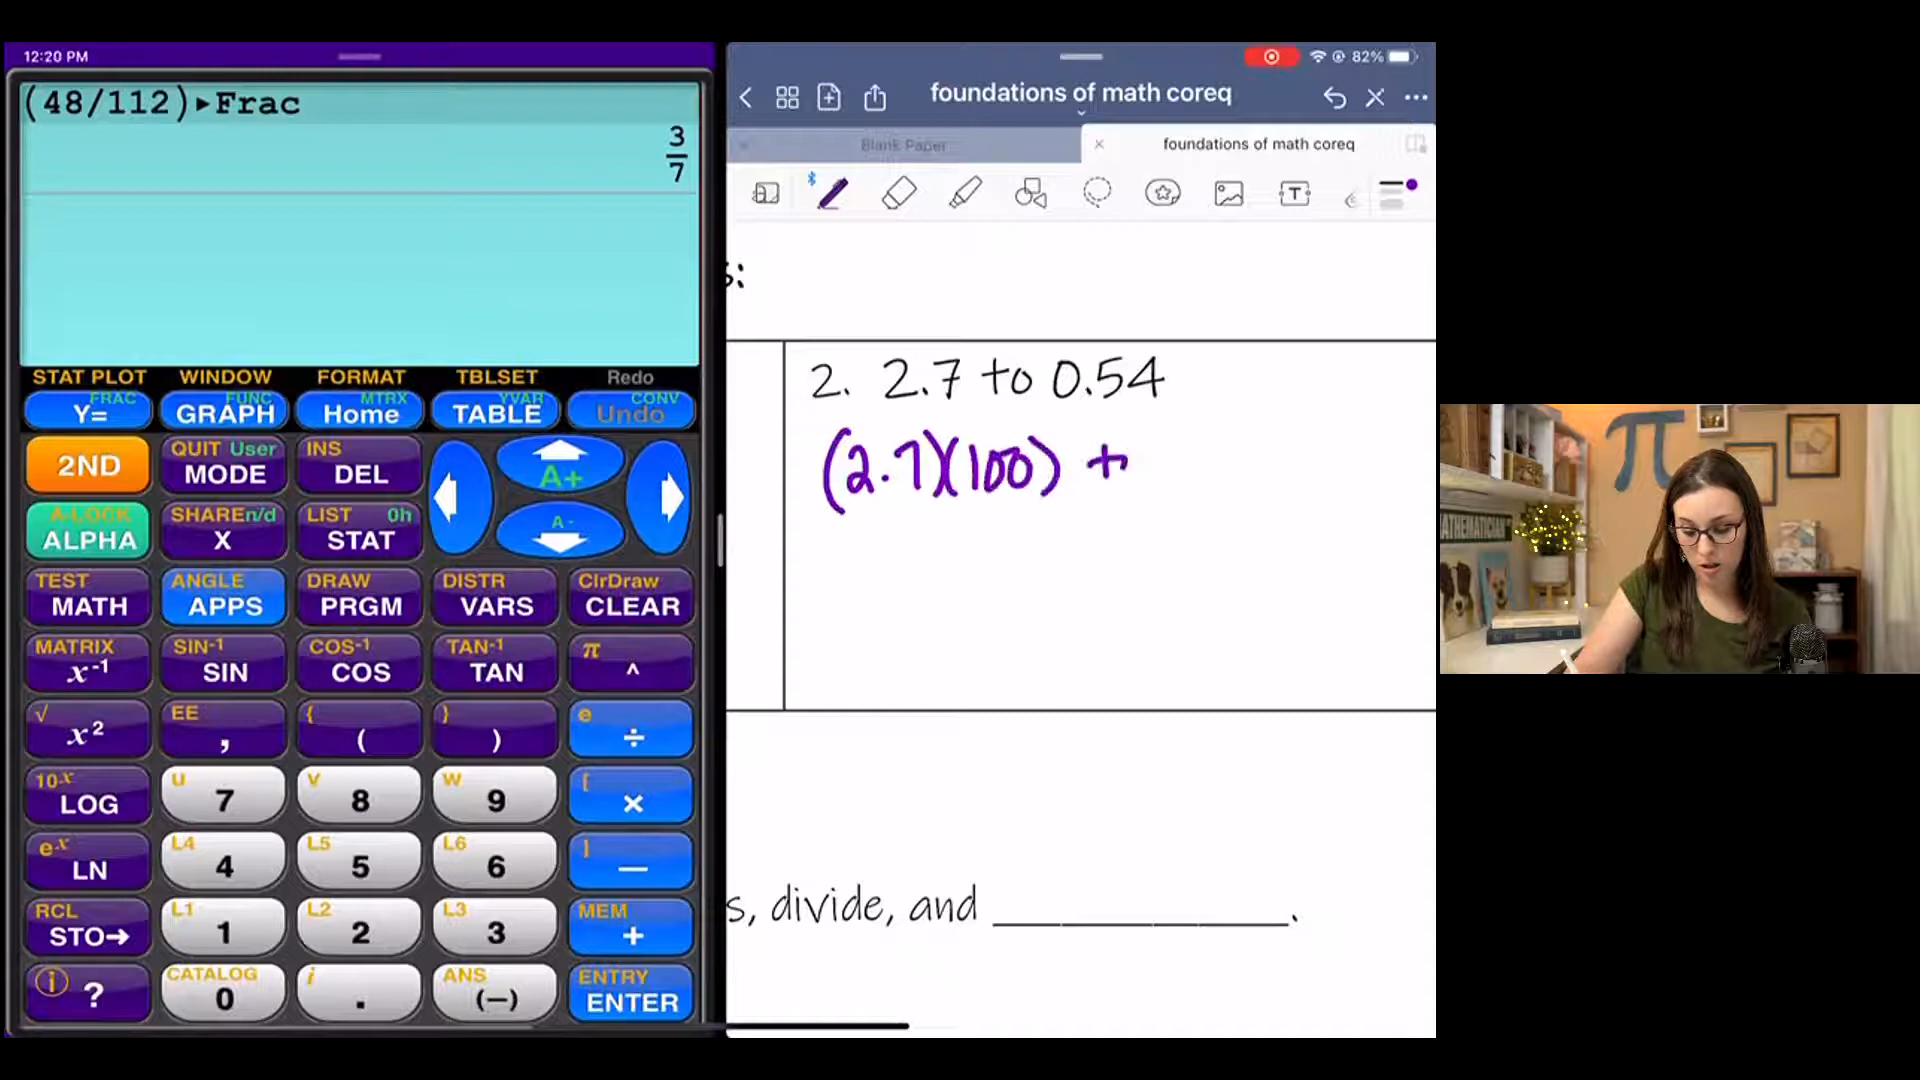 12:20 PM
(48/112)▸Frac
3
7
STAT PLOT WINDOW FORMAT TBLSET Redo
FRAC FUNC MTRX YVAR CONV
Y= GRAPH Home TABLE Undo
QUIT User INS
2ND MODE DEL A+
A-LOCK SHARE n/d LIST 0h A-
ALPHA X STAT
TEST ANGLE DRAW DISTR ClrDraw
MATH APPS PRGM VARS CLEAR
MATRIX SIN-1 COS-1 TAN-1 π
x-1 SIN COS TAN ^
√ EE { } e
x2 , ( ) ÷
10x U V W [
LOG 7 8 9 ×
ex L4 L5 L6 ]
LN 4 5 6 —
RCL L1 L2 L3 MEM
STO→ 1 2 3 +
CATALOG i ANS ENTRY
i ? 0 . (—) ENTER
82%
foundations of math coreq
Blank Paper
foundations of math coreq
T
s:
2. 2.7 to 0.54
(2.7)(100)
s, divide, and ______________.
MATHEMATICIAN
π